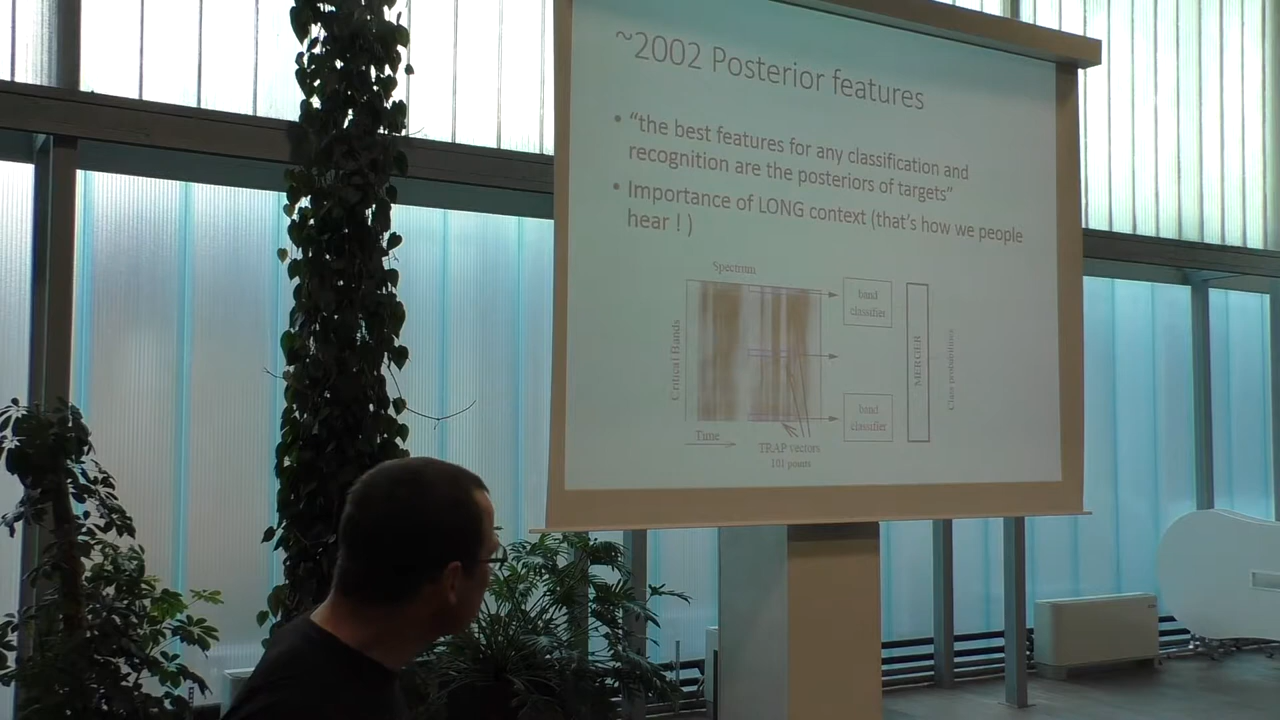 ~2002 Posterior features
• “the best features for any classification and
recognition are the posteriors of targets”
• Importance of LONG context (that’s how we people
hear ! )
Spectrum
Critical Bands
Time
TRAP vectors
101 points
band
classifier
band
classifier
MERGER
Class probabilities